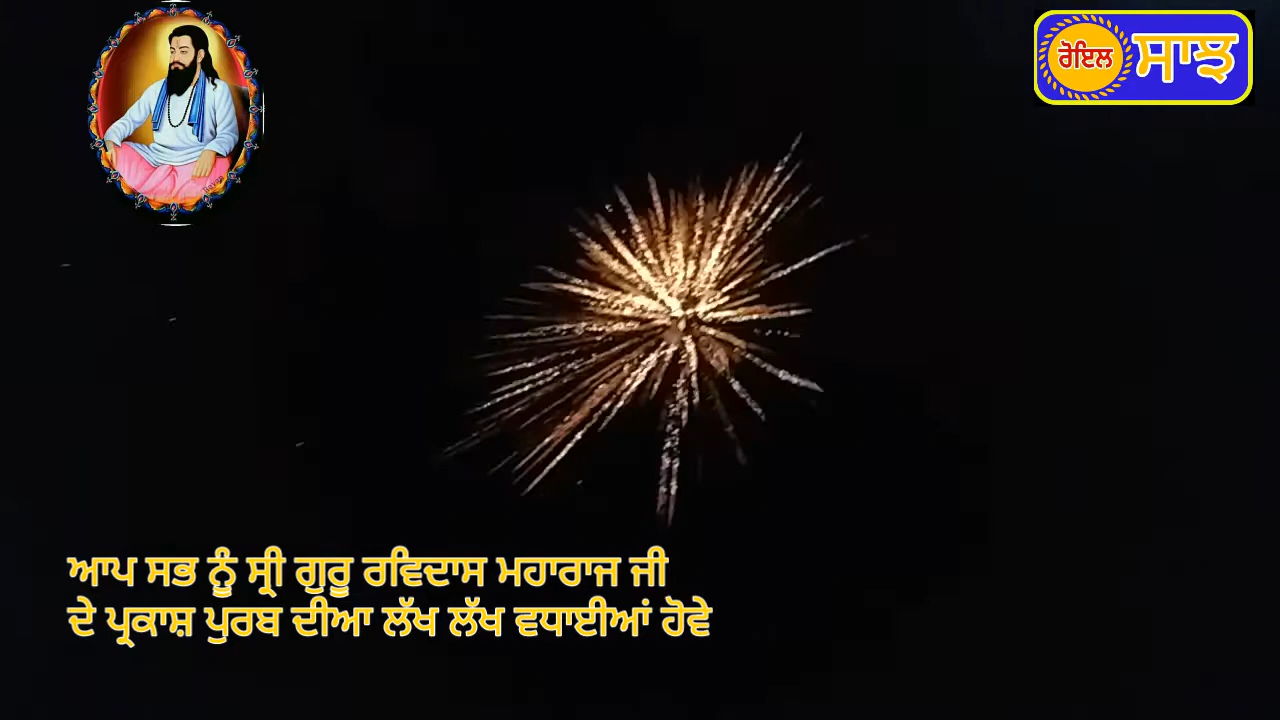 ਰੋਇਲ ਸਾਂਝ
ਆਪ ਸਭ ਨੂੰ ਸ੍ਰੀ ਗੁਰੂ ਰਵਿਦਾਸ ਮਹਾਰਾਜ ਜੀ
ਦੇ ਪ੍ਰਕਾਸ਼ ਪੁਰਬ ਦੀਆ ਲੱਖ ਲੱਖ ਵਧਾਈਆਂ ਹੋਵੇ